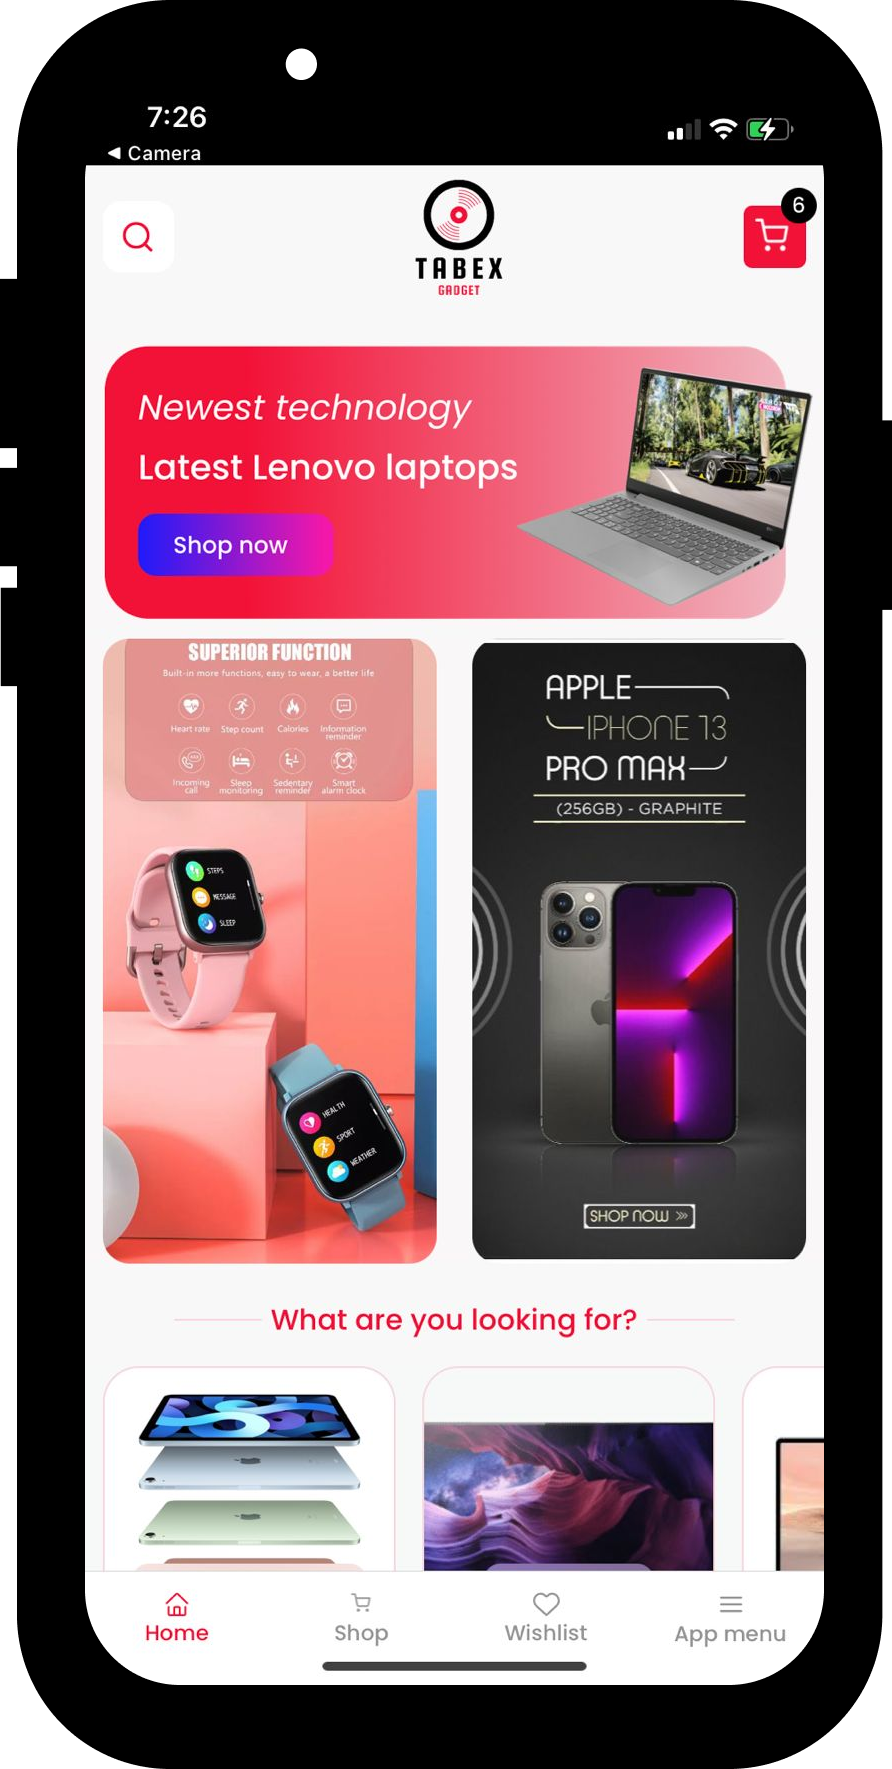 7:26
◀ Camera
6
TABEX
GADGET
Newest technology
Latest Lenovo laptops
Shop now
SUPERIOR FUNCTION
Built-in more functions, easy to wear, a better life
Heart rate
Step count
Calories
Information reminder
Incoming call
Sleep monitoring
Sedentary reminder
Smart alarm clock
STEPS
MESSAGE
SLEEP
HEALTH
SPORT
WEATHER
APPLE
IPHONE 13
PRO MAX
(256GB) - GRAPHITE
SHOP NOW >>
What are you looking for?
Home
Shop
Wishlist
App menu